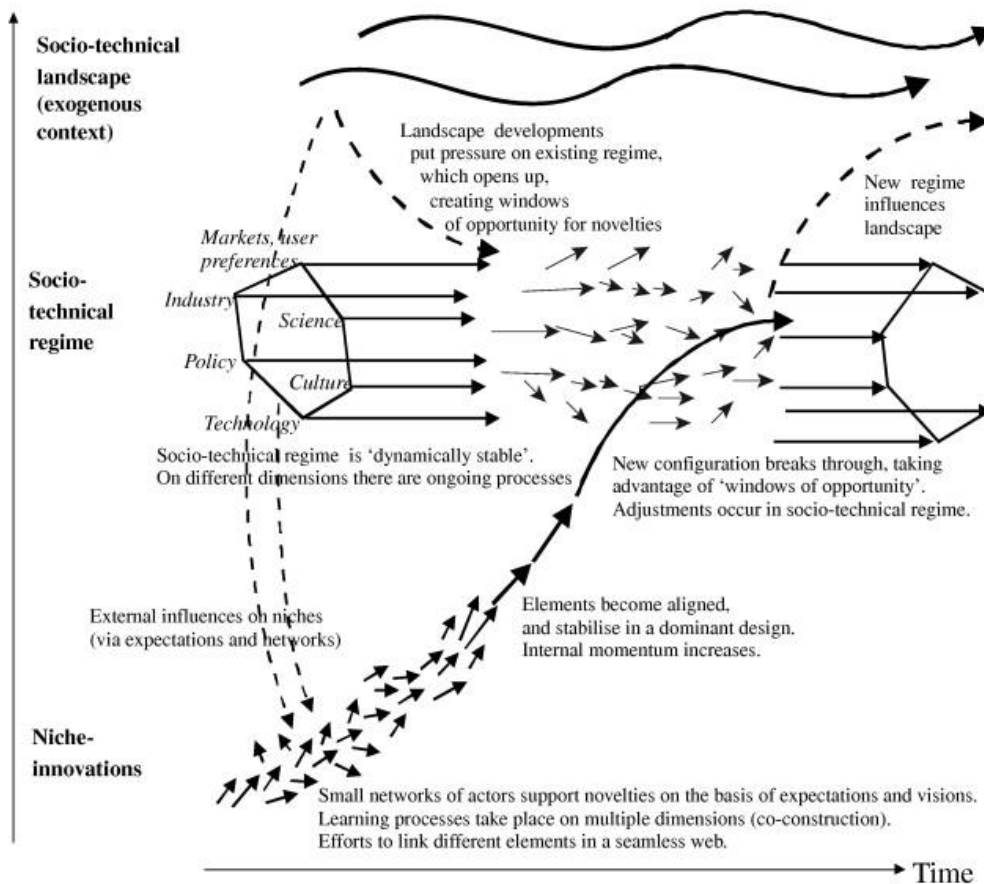 Socio-technical
landscape
(exogenous
context)
Landscape developments
put pressure on existing regime,
which opens up,
creating windows
of opportunity for novelties
New regime
influences
landscape
Markets, user
preferences
Socio-
technical
regime
Industry
Science
Policy
Culture
Technology
Socio-technical regime is ‘dynamically stable’.
On different dimensions there are ongoing processes
New configuration breaks through, taking
advantage of ‘windows of opportunity’.
Adjustments occur in socio-technical regime.
External influences on niches
(via expectations and networks)
Elements become aligned,
and stabilise in a dominant design.
Internal momentum increases.
Niche-
innovations
Small networks of actors support novelties on the basis of expectations and visions.
Learning processes take place on multiple dimensions (co-construction).
Efforts to link different elements in a seamless web.
Time